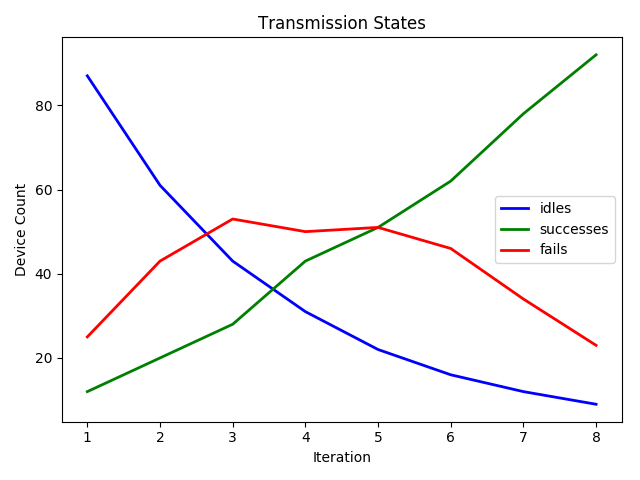 Transmission States
Device Count
80
60
40
20
idles
successes
fails
1 2 3 4 5 6 7 8
Iteration